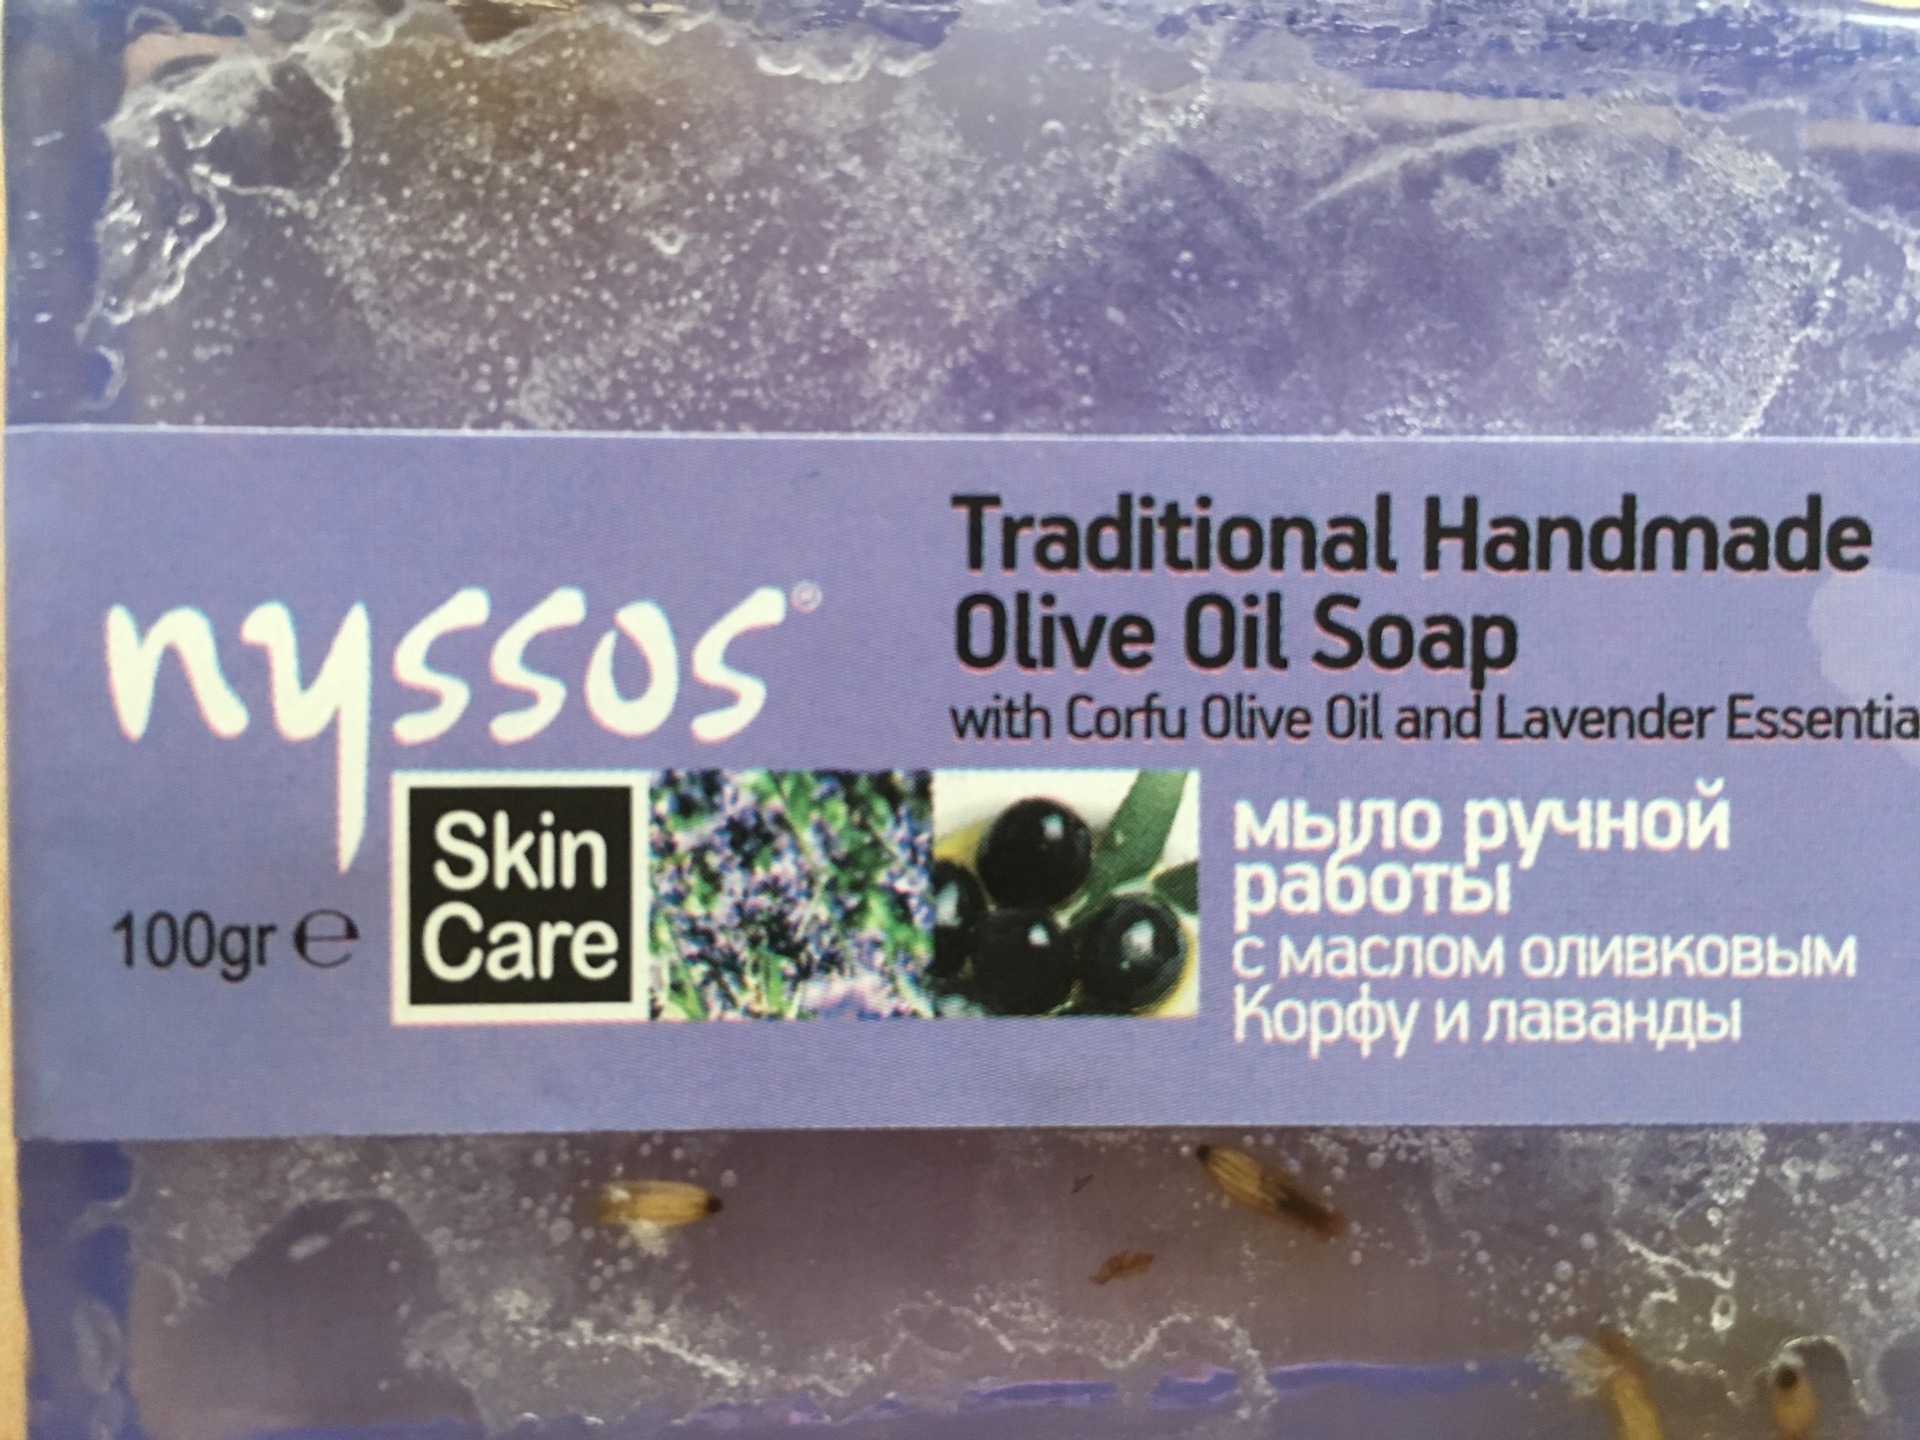 nyssos®
Traditional Handmade
Olive Oil Soap
with Corfu Olive Oil and Lavender Essentia
100gr ℮
Skin
Care
мыло ручной
работы
с маслом оливковым
Корфу и лаванды